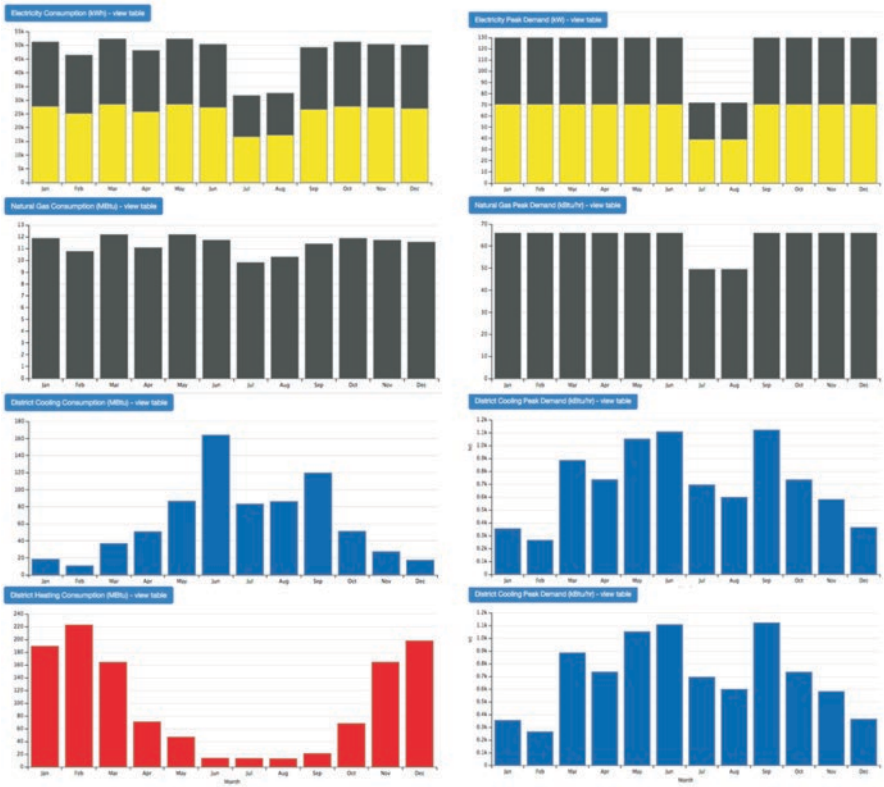 Electricity Consumption (kWh) - view table
55k
50k
45k
40k
35k
30k
25k
20k
15k
10k
5k
0k
Jan Feb Mar Apr May Jun Jul Aug Sep Oct Nov Dec
Electricity Peak Demand (kW) - view table
130
120
110
100
90
80
70
60
50
40
30
20
10
0
Jan Feb Mar Apr May Jun Jul Aug Sep Oct Nov Dec
Natural Gas Consumption (MBtu) - view table
13
12
11
10
9
8
7
6
5
4
3
2
1
0
Jan Feb Mar Apr May Jun Jul Aug Sep Oct Nov Dec
Natural Gas Peak Demand (kBtu/hr) - view table
70
60
50
40
30
20
10
0
Jan Feb Mar Apr May Jun Jul Aug Sep Oct Nov Dec
District Cooling Consumption (MBtu) - view table
180
160
140
120
100
80
60
40
20
0
Jan Feb Mar Apr May Jun Jul Aug Sep Oct Nov Dec
District Cooling Peak Demand (kBtu/hr) - view table
1.2k
1.1k
1.0k
0.9k
0.8k
0.7k
0.6k
0.5k
0.4k
0.3k
0.2k
0.1k
0
Jan Feb Mar Apr May Jun Jul Aug Sep Oct Nov Dec
District Heating Consumption (MBtu) - view table
240
220
200
180
160
140
120
100
80
60
40
20
0
Jan Feb Mar Apr May Jun Jul Aug Sep Oct Nov Dec
Month
District Cooling Peak Demand (kBtu/hr) - view table
1.2k
1.1k
1.0k
0.9k
0.8k
0.7k
0.6k
0.5k
0.4k
0.3k
0.2k
0.1k
0
Jan Feb Mar Apr May Jun Jul Aug Sep Oct Nov Dec
Month